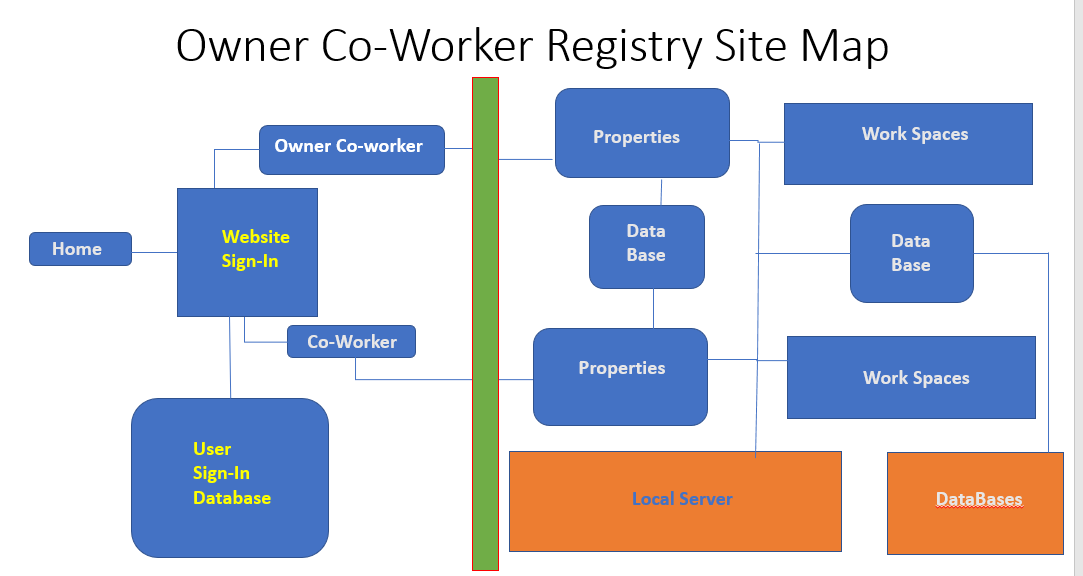 Owner Co-Worker Registry Site Map
Owner Co-worker
Properties
Work Spaces
Home
Website
Sign-In
Data
Base
Data
Base
Co-Worker
Properties
Work Spaces
User
Sign-In
Database
Local Server
DataBases